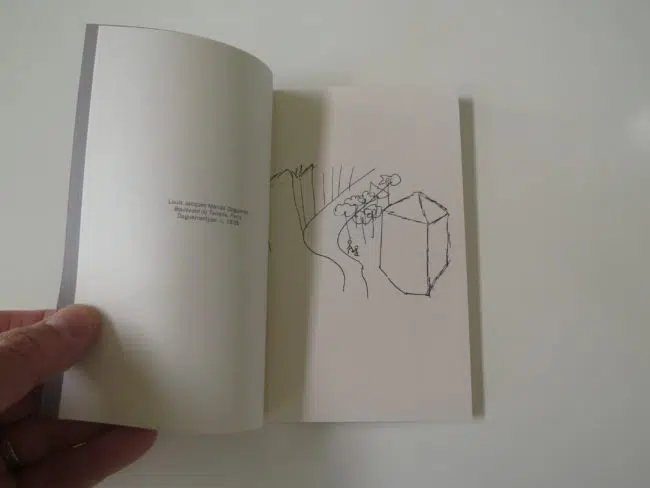 Louis Jacques Mandé Daguerre
Boulevard du Temple, Paris
Daguerreotype, c. 1838